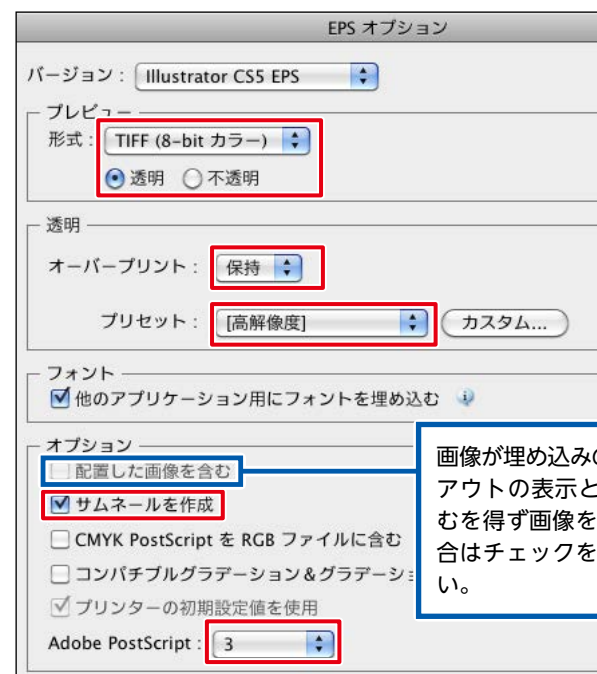 EPS オプション
バージョン： Illustrator CS5 EPS
プレビュー
形式： TIFF (8-bit カラー)
透明 不透明
透明
オーバープリント： 保持
プリセット： [高解像度] カスタム...
フォント
他のアプリケーション用にフォントを埋め込む
オプション
配置した画像を含む
サムネールを作成
CMYK PostScript を RGB ファイルに含む
コンパチブルグラデーション＆グラデーショ
プリンターの初期設定値を使用
Adobe PostScript： 3
画像が埋め込みの
アウトの表示と
むを得ず画像を
合はチェックを
い。